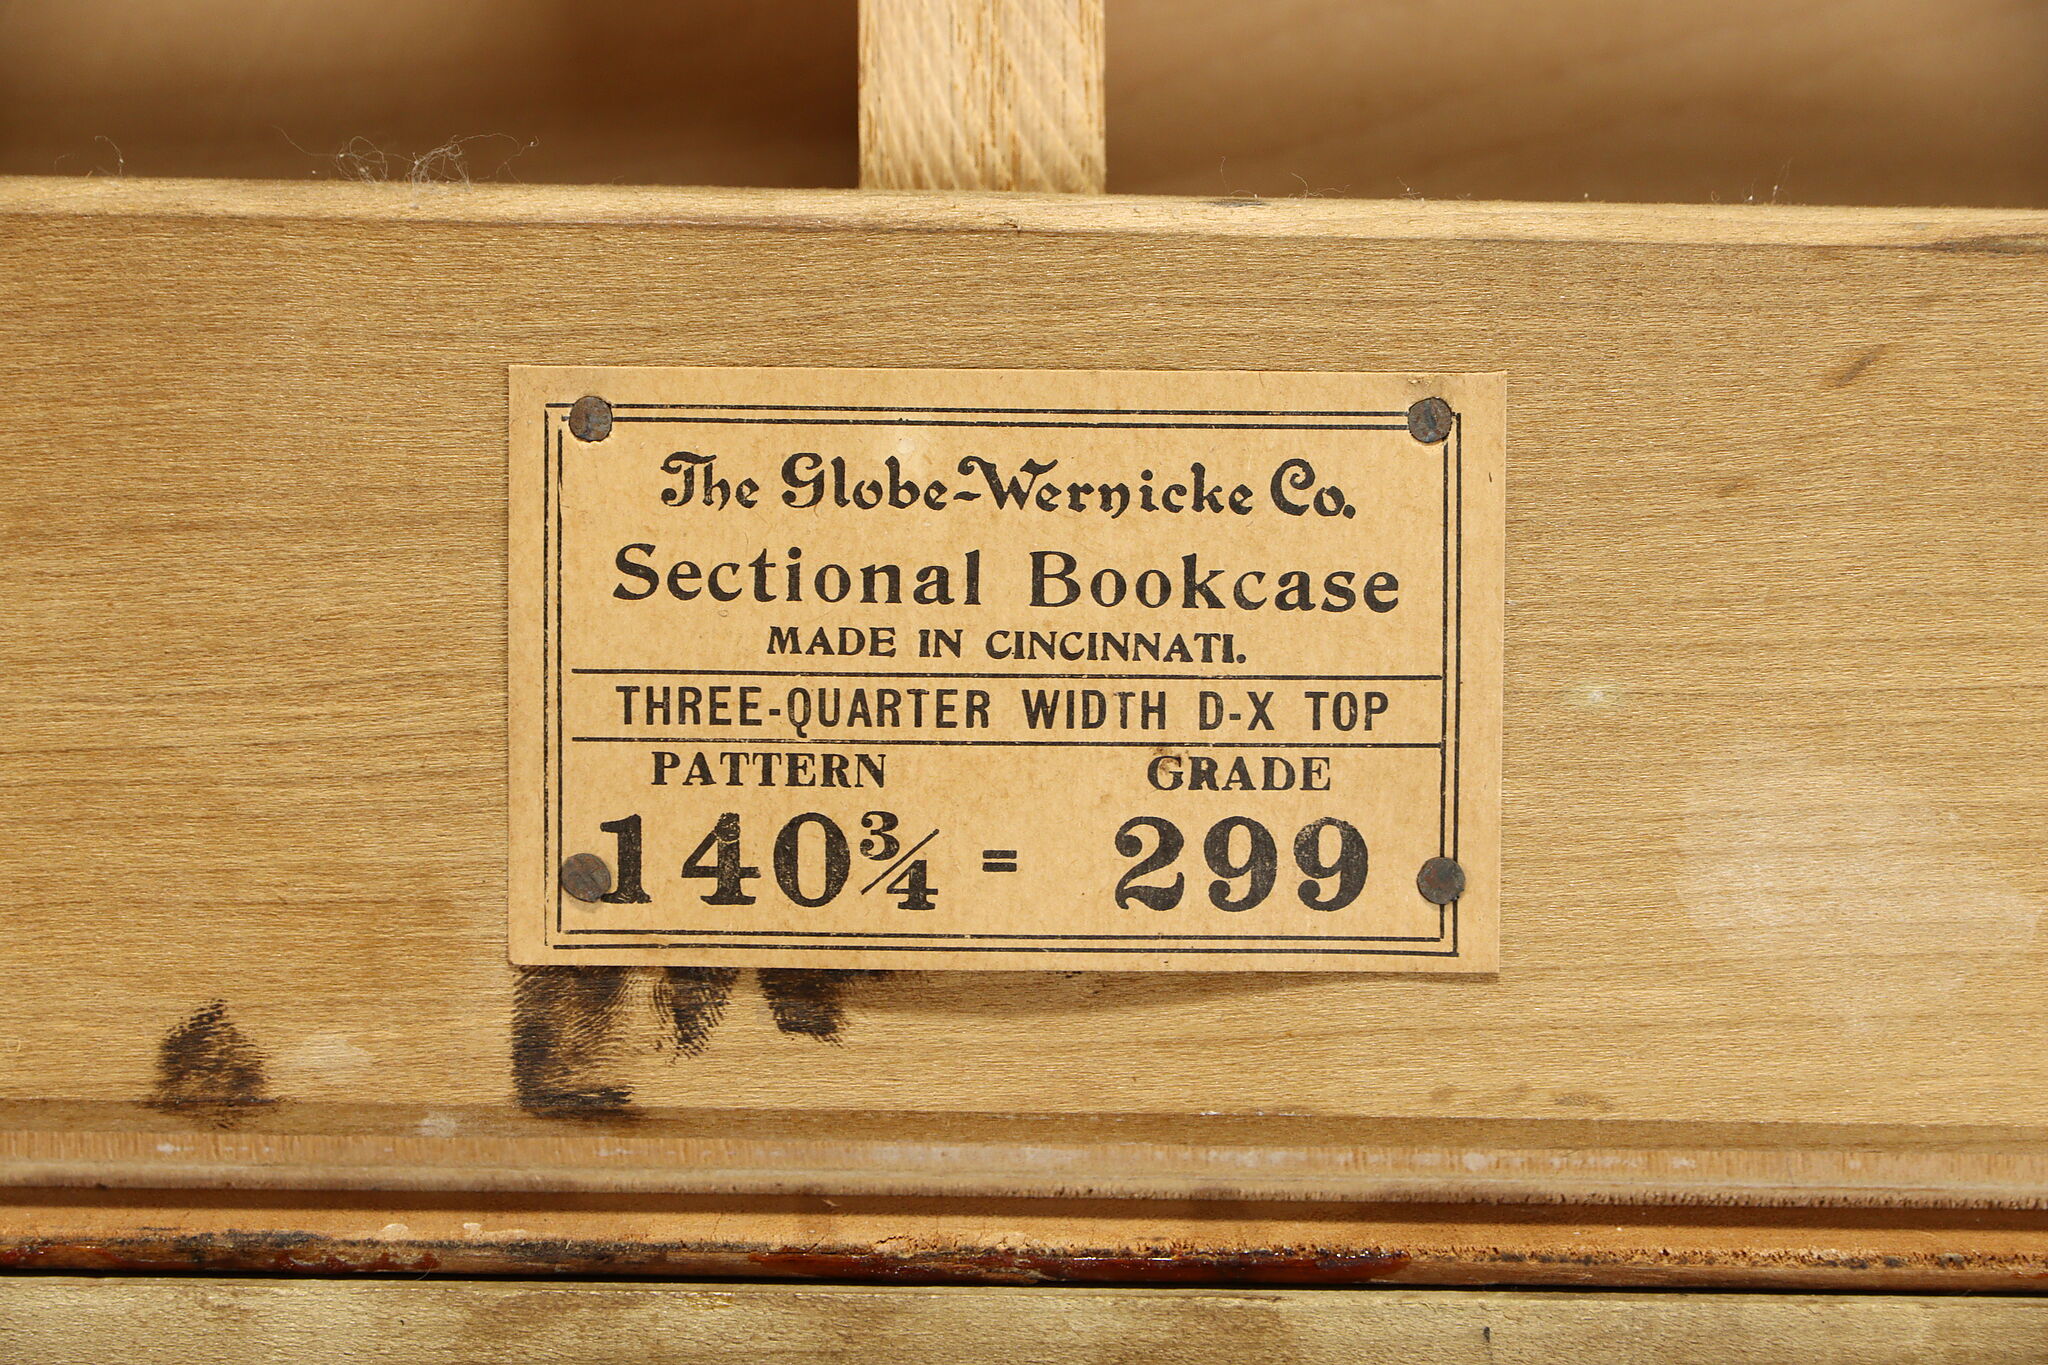 The Globe-Wernicke Co.
Sectional Bookcase
MADE IN CINCINNATI.
THREE-QUARTER WIDTH D-X TOP
PATTERN GRADE
140¾ = 299